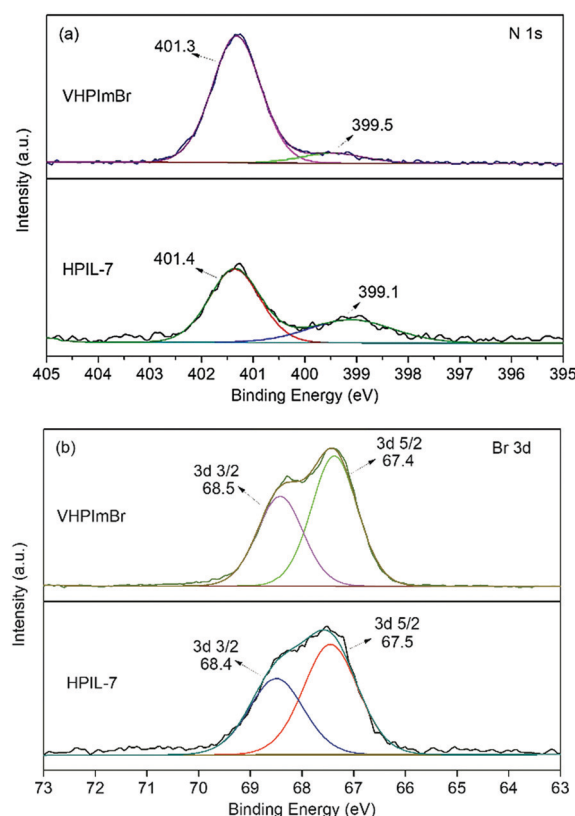 (a)
N 1s
401.3
VHPImBr
399.5
Intensity (a.u.)
401.4
HPIL-7
399.1
405 404 403 402 401 400 399 398 397 396 395
Binding Energy (eV)
(b)
Br 3d
3d 5/2
67.4
3d 3/2
68.5
VHPImBr
Intensity (a.u.)
3d 5/2
67.5
3d 3/2
68.4
HPIL-7
73 72 71 70 69 68 67 66 65 64 63
Binding Energy (eV)